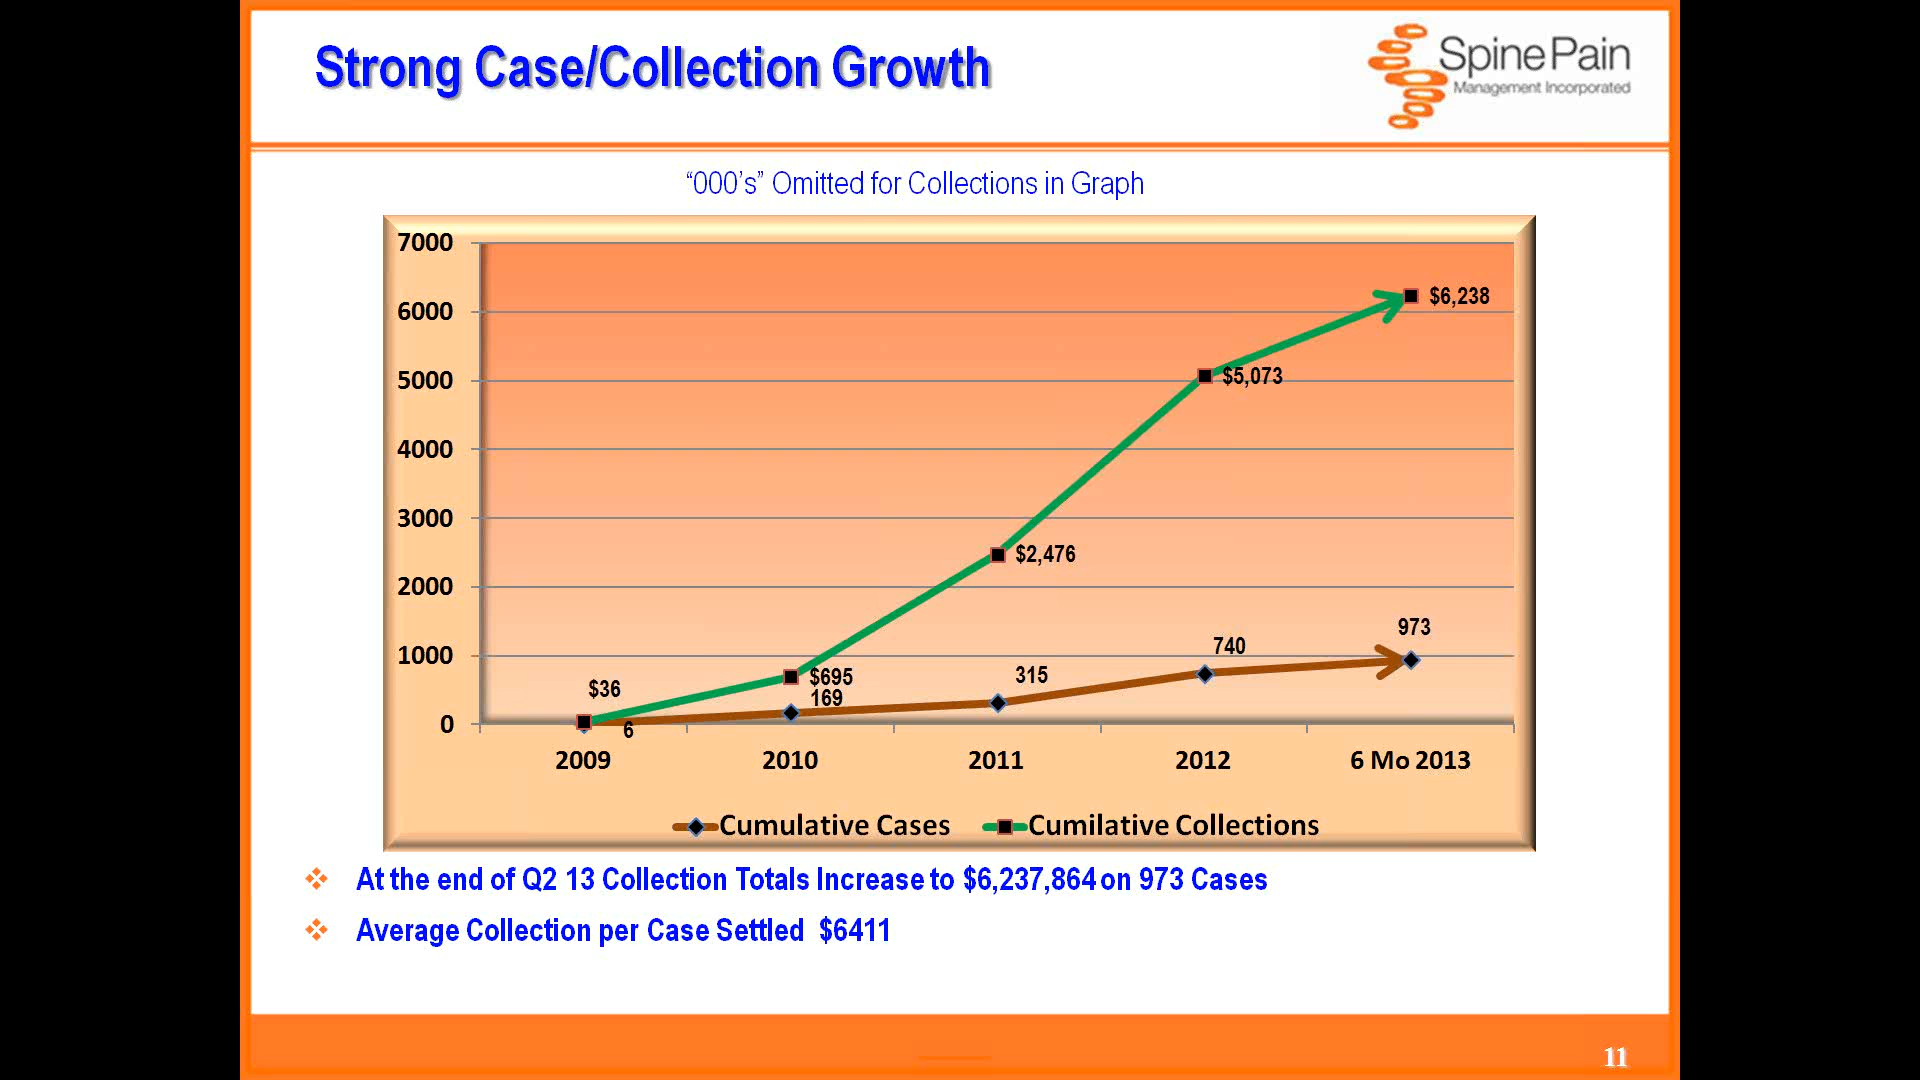 Strong Case/Collection Growth
Spine Pain
Management Incorporated
“000’s” Omitted for Collections in Graph
7000
6000
5000
4000
3000
2000
1000
0
$6,238
$5,073
$2,476
$695
$36
973
740
315
169
6
2009 2010 2011 2012 6 Mo 2013
Cumulative Cases Cumilative Collections
At the end of Q2 13 Collection Totals Increase to $6,237,864 on 973 Cases
Average Collection per Case Settled $6411
11